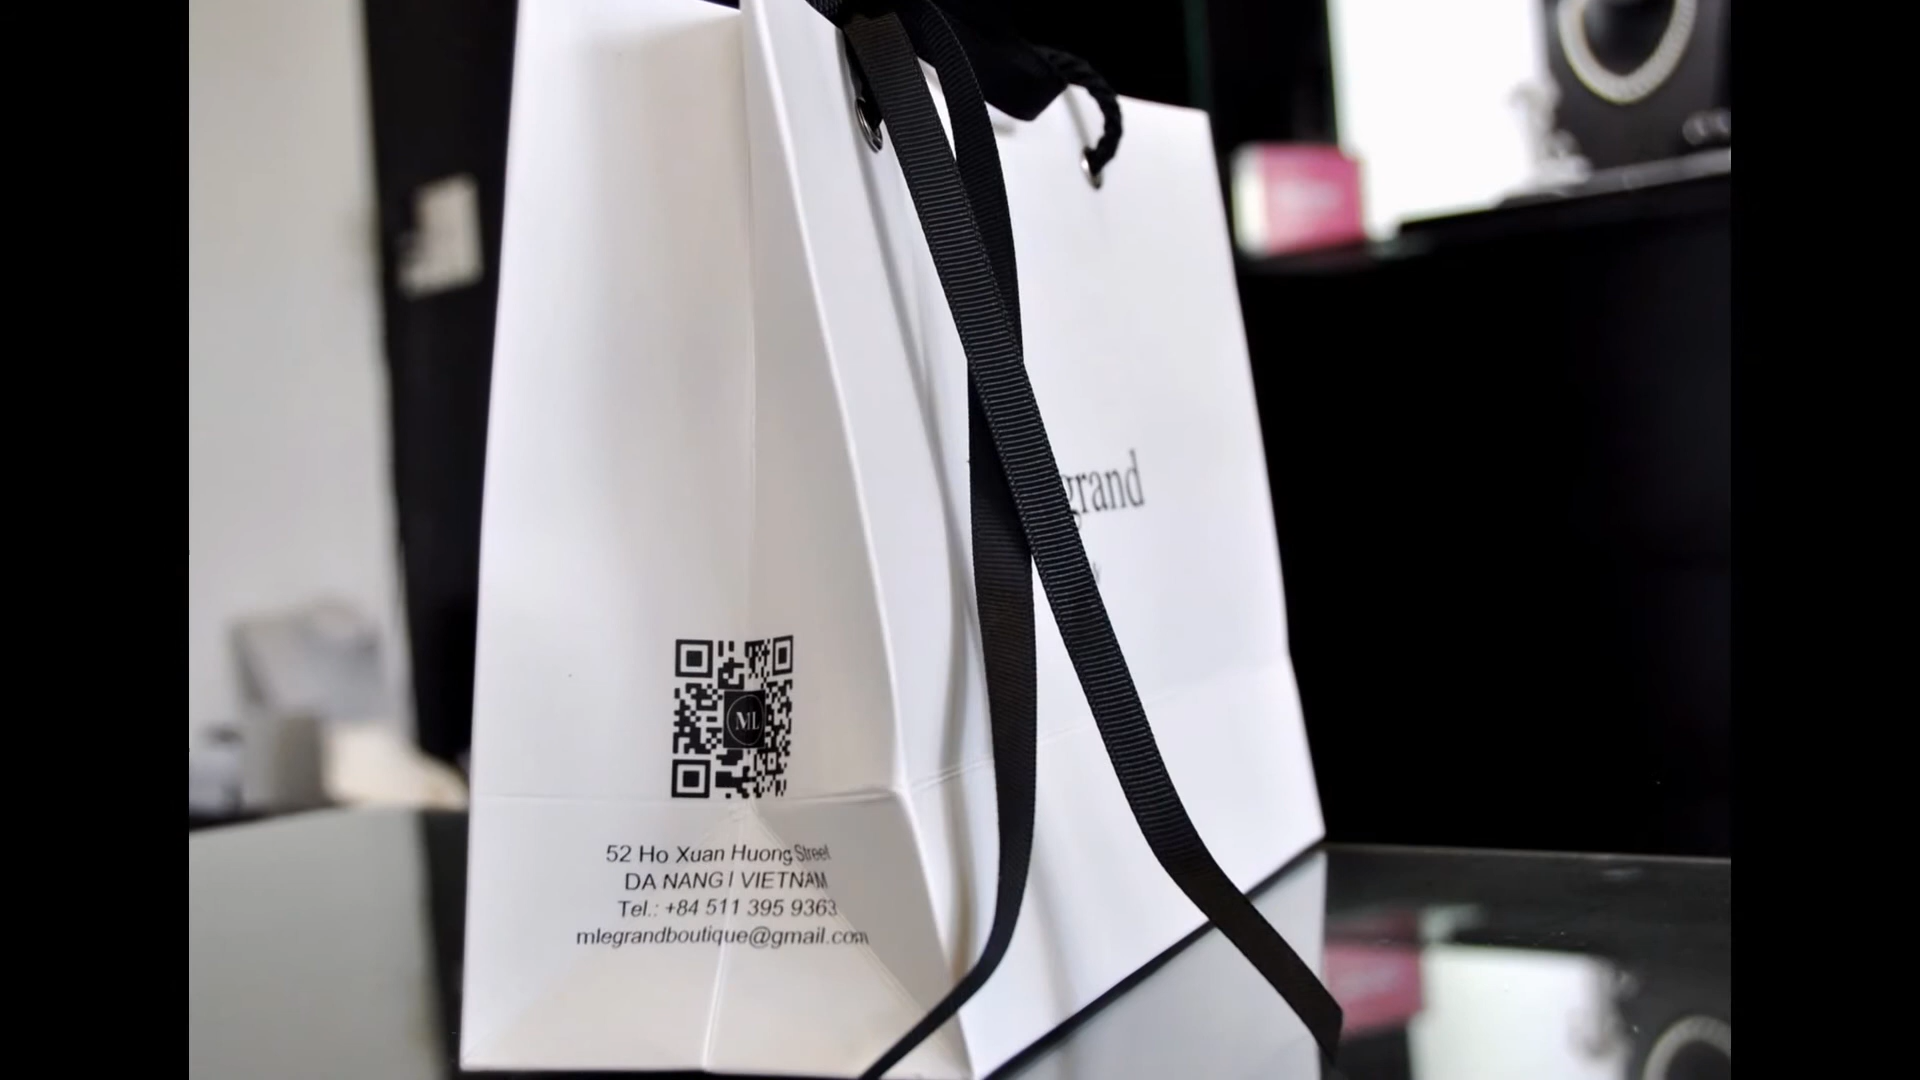 grand
ML
52 Ho Xuan Huong Street
DA NANG | VIETNAM
Tel.: +84 511 395 9363
mlegrandboutique@gmail.com